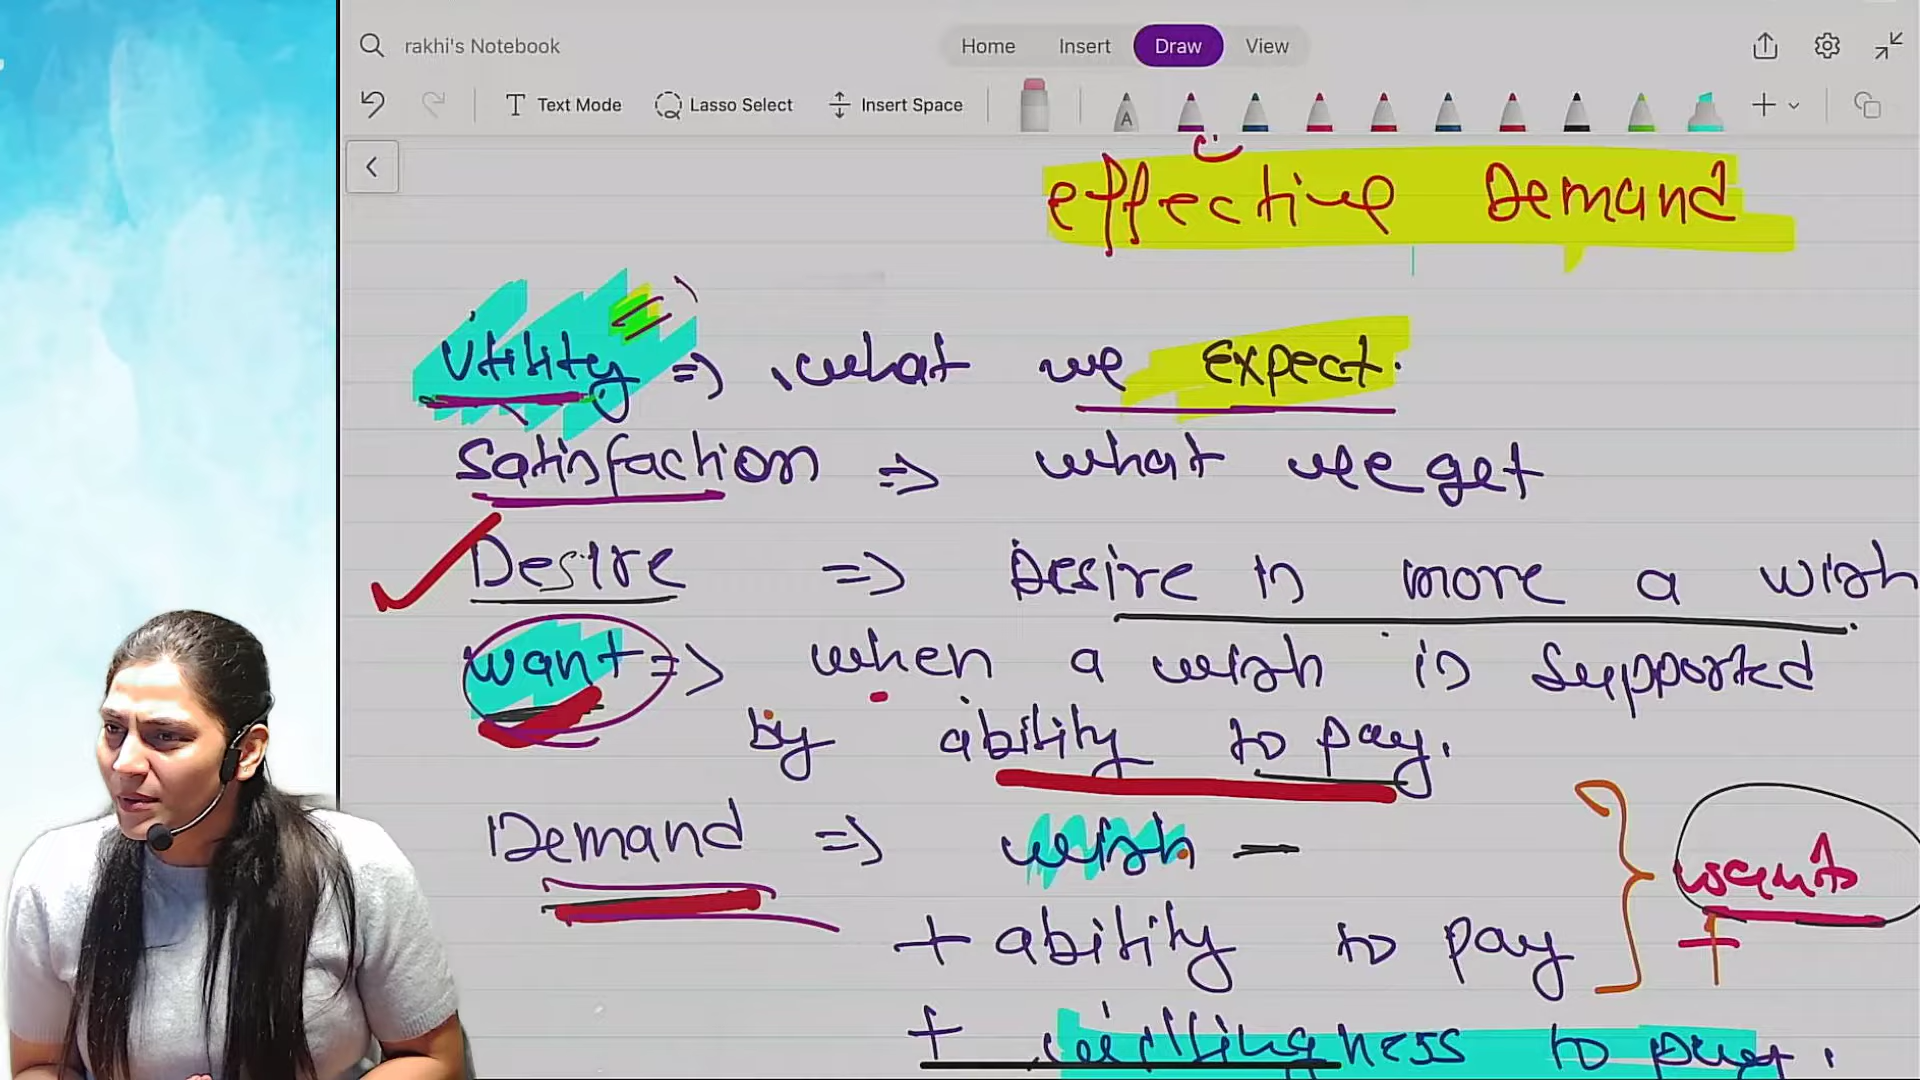 rakhi's Notebook
Home Insert Draw View
Text Mode Lasso Select Insert Space
A
effective Demand
Utility => what we expect.
Satisfaction => what we get
Desire => Desire is more a wish
want => when a wish is supported
by ability to pay.
Demand => wish -
+ ability to pay
wants
+
+ willingness to pay.